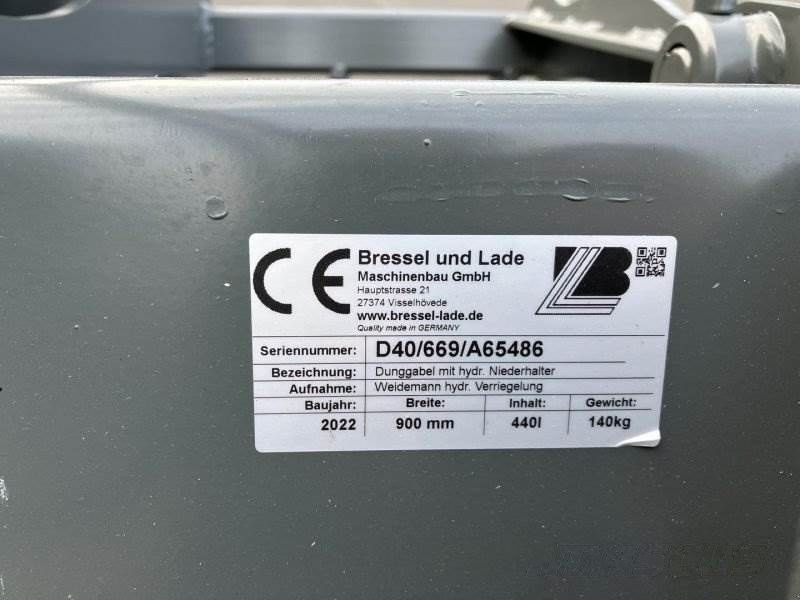 CE Bressel und Lade
Maschinenbau GmbH
Hauptstrasse 21
27374 Visselhövede
www.bressel-lade.de
Quality made in GERMANY
LB
Seriennummer: D40/669/A65486
Bezeichnung: Dunggabel mit hydr. Niederhalter
Aufnahme: Weidemann hydr. Verriegelung
Baujahr: Breite: Inhalt: Gewicht:
2022 900 mm 440l 140kg